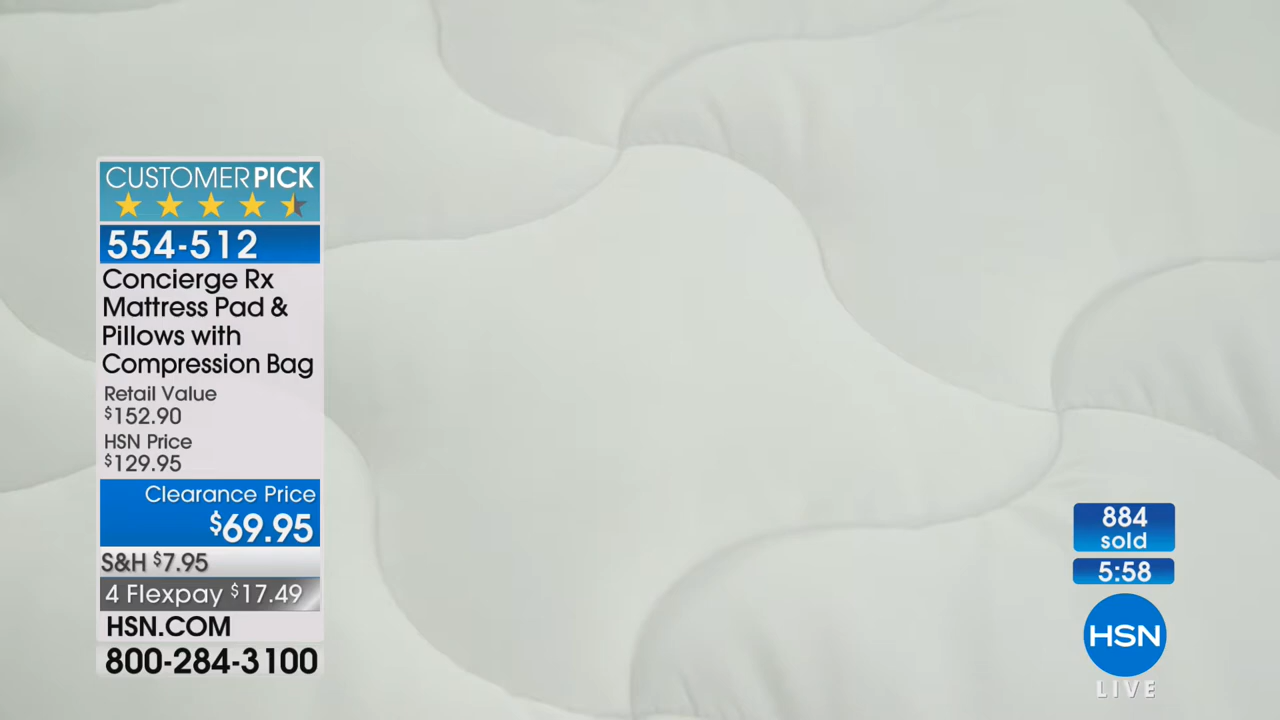 CUSTOMERPICK
554-512
Concierge Rx
Mattress Pad &
Pillows with
Compression Bag
Retail Value
$152.90
HSN Price
$129.95
Clearance Price
$69.95
S&H $7.95
4 Flexpay $17.49
HSN.COM
800-284-3100
884
sold
5:58
HSN
LIVE